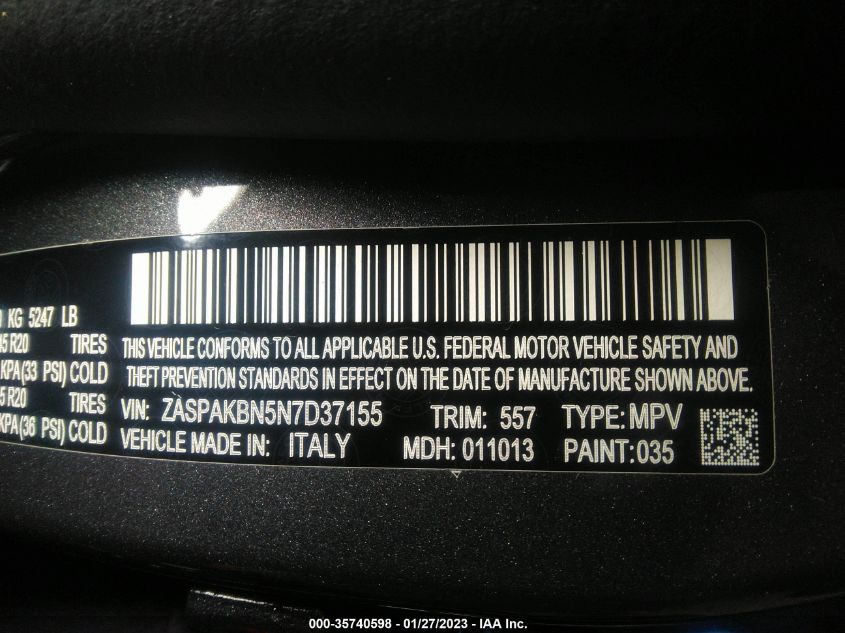 KG 5247 LB
R20 TIRES
KPA (33 PSI) COLD
R20 TIRES
KPA (36 PSI) COLD
THIS VEHICLE CONFORMS TO ALL APPLICABLE U.S. FEDERAL MOTOR VEHICLE SAFETY AND
THEFT PREVENTION STANDARDS IN EFFECT ON THE DATE OF MANUFACTURE SHOWN ABOVE.
VIN: ZASPAKBN5N7D37155 TRIM: 557 TYPE: MPV
VEHICLE MADE IN: ITALY MDH: 011013 PAINT: 035
000-35740598 - 01/27/2023 - IAA Inc.